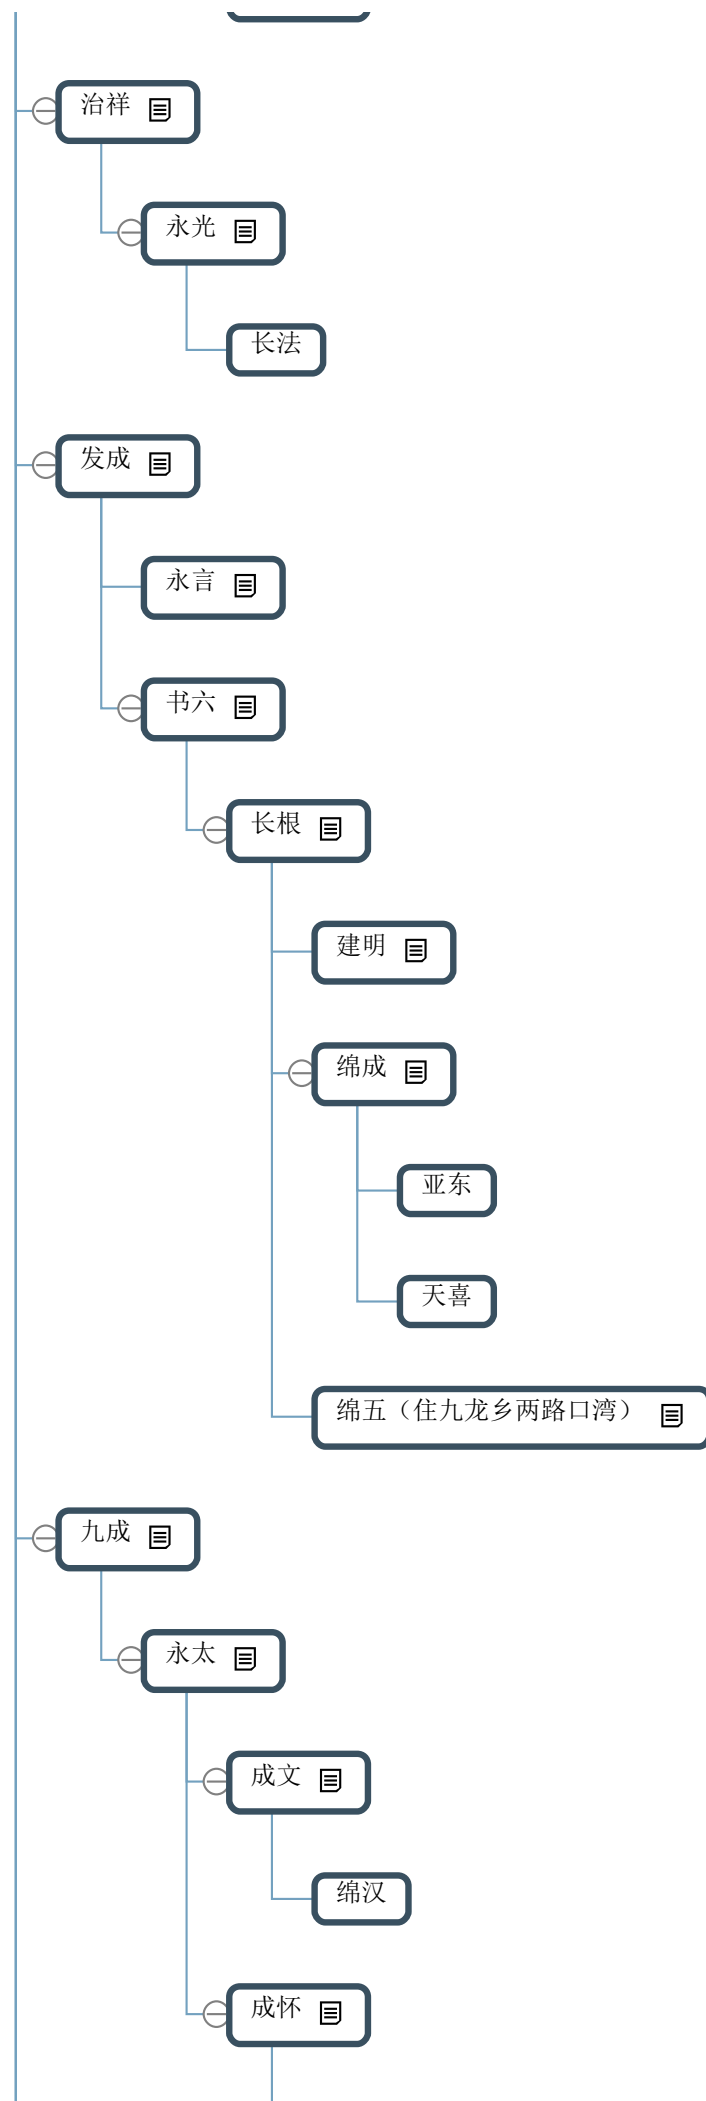 治祥
永光
长法
发成
永言
书六
长根
建明
绵成
亚东
天喜
绵五（住九龙乡两路口湾）
九成
永太
成文
绵汉
成怀